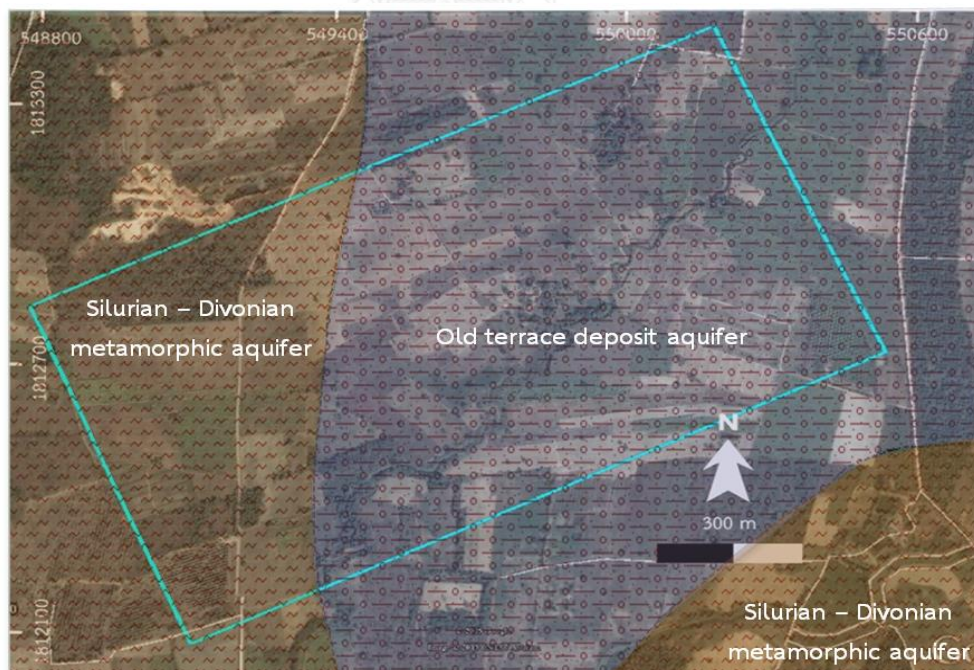 548800
549400
550000
550600
1813300
1812700
1812100
Silurian – Divonian
metamorphic aquifer
Old terrace deposit aquifer
N
300 m
Silurian – Divonian
metamorphic aquifer